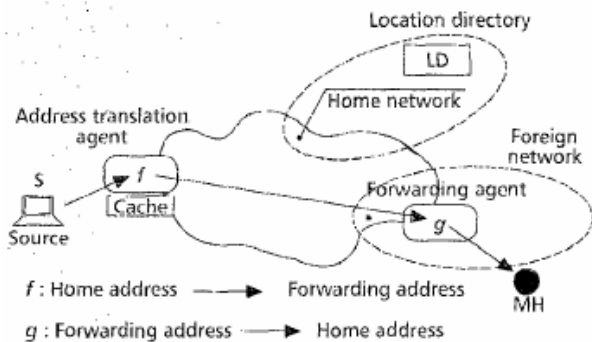 Location directory
LD
Home network
Address translation
agent
Foreign
network
S
f
Forwarding agent
Cache
g
Source
MH
f : Home address → Forwarding address
g : Forwarding address → Home address